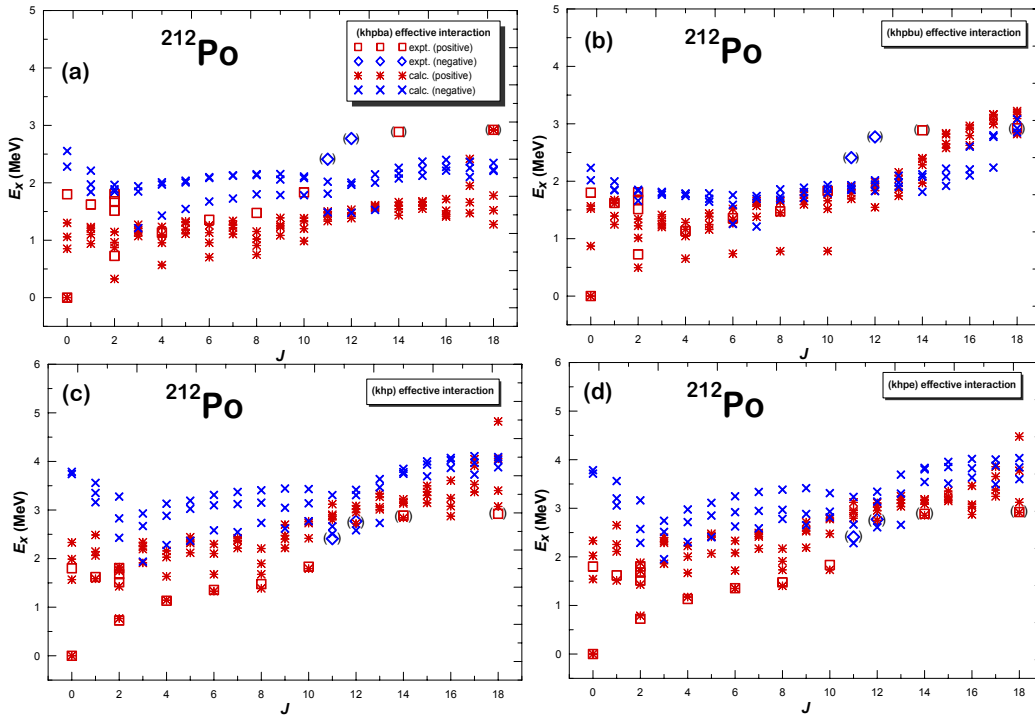 (a)
²¹²Po
(khpba) effective interaction
expt. (positive)
expt. (negative)
calc. (positive)
calc. (negative)
Eₓ (MeV)
5
4
3
2
1
0
0 2 4 6 8 10 12 14 16 18
J
(b)
²¹²Po
(khpbu) effective interaction
Eₓ (MeV)
5
4
3
2
1
0
0 2 4 6 8 10 12 14 16 18
J
(c)
²¹²Po
(khp) effective interaction
Eₓ (MeV)
6
5
4
3
2
1
0
0 2 4 6 8 10 12 14 16 18
J
(d)
²¹²Po
(khpe) effective interaction
Eₓ (MeV)
6
5
4
3
2
1
0
0 2 4 6 8 10 12 14 16 18
J